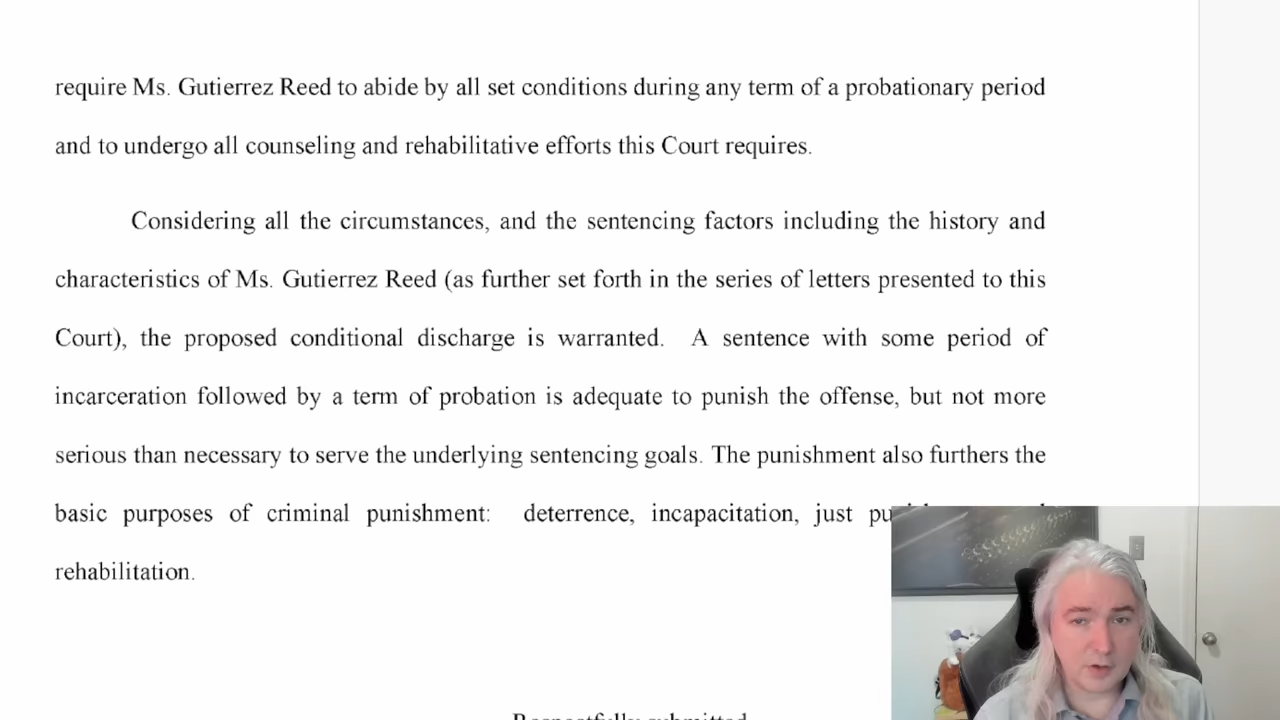 require Ms. Gutierrez Reed to abide by all set conditions during any term of a probationary period
and to undergo all counseling and rehabilitative efforts this Court requires.
Considering all the circumstances, and the sentencing factors including the history and
characteristics of Ms. Gutierrez Reed (as further set forth in the series of letters presented to this
Court), the proposed conditional discharge is warranted. A sentence with some period of
incarceration followed by a term of probation is adequate to punish the offense, but not more
serious than necessary to serve the underlying sentencing goals. The punishment also furthers the
basic purposes of criminal punishment: deterrence, incapacitation, just
rehabilitation.
Respectfully submitted